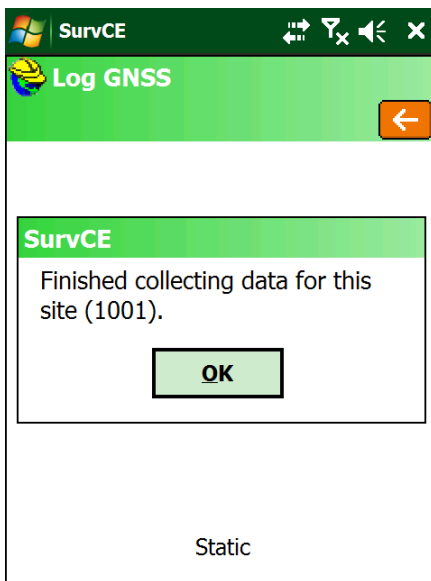 SurvCE
Log GNSS
SurvCE
Finished collecting data for this
site (1001).
OK
Static